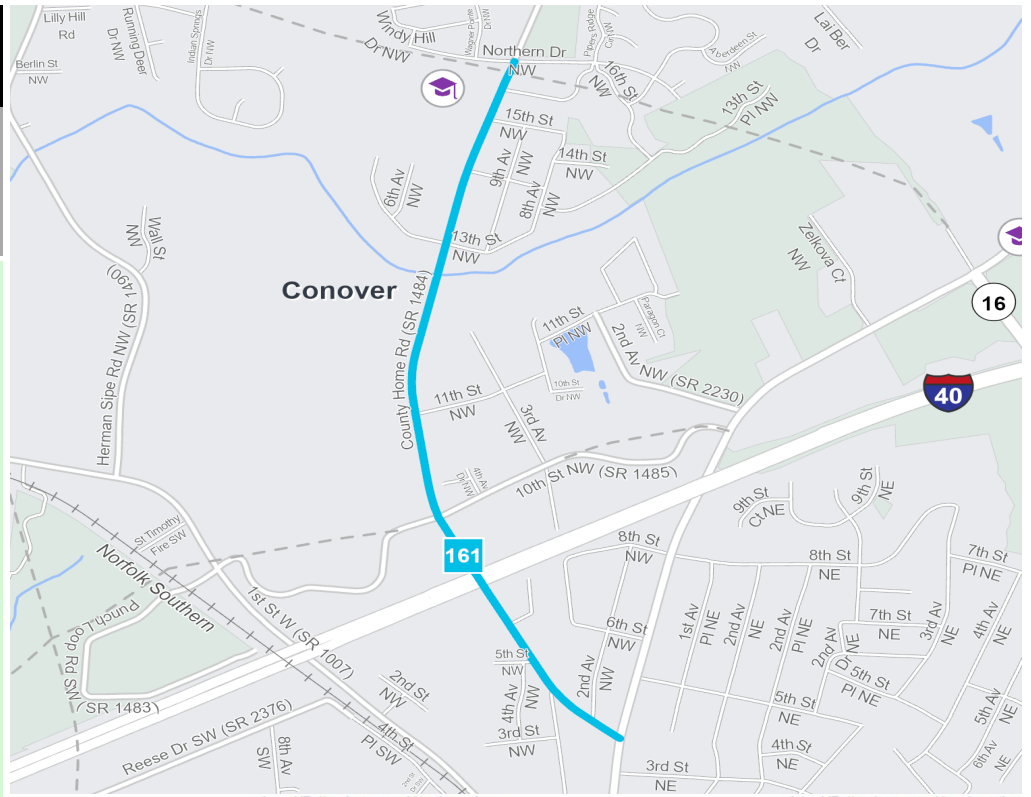 Lilly Hill
Rd
Running Deer
Dr NW
Indian Springs
Dr NW
Windy Hill
Dr NW
Wagner Pointe
Dr NW
Northern Dr
NW
Pipers Ridge
Cir NW
Aberdeen St
NW
Lai Ber
Dr
Berlin St
NW
16th St
NW
13th St
Pl NW
15th St
NW
9th Av
NW
14th St
NW
8th Av
NW
6th Av
NW
13th St
NW
Wall St
NW
Zelkova Ct
NW
Conover
Herman Sipe Rd NW (SR 1490)
County Home Rd (SR 1484)
16
11th St
Pl NW
Paragon Ct
NW
2nd Av NW (SR 2230)
40
10th St
Dr NW
11th St
NW
3rd Av
NW
4th Av
Dr NW
10th St NW (SR 1485)
9th St
Ct NE
9th St
NE
St Timothy
Fire SW
161
8th St
NW
8th St
NE
7th St
Pl NE
Norfolk Southern
1st St W (SR 1007)
Punch Loop Rd SW
(SR 1483)
6th St
NW
1st Av
Pl NE
2nd Av
NE
2nd Av
Pl NE
7th St
NE
3rd Av
NE
4th Av
NE
2nd Av
Dr NE
5th St
NW
2nd Av
NW
5th St
Pl NE
2nd St
NW
4th Av
NW
5th St
NE
5th Av
NE
Reese Dr SW (SR 2376)
4th St
Pl SW
3rd St
NW
4th St
NE
6th Av
NE
8th Av
SW
3rd St
NE